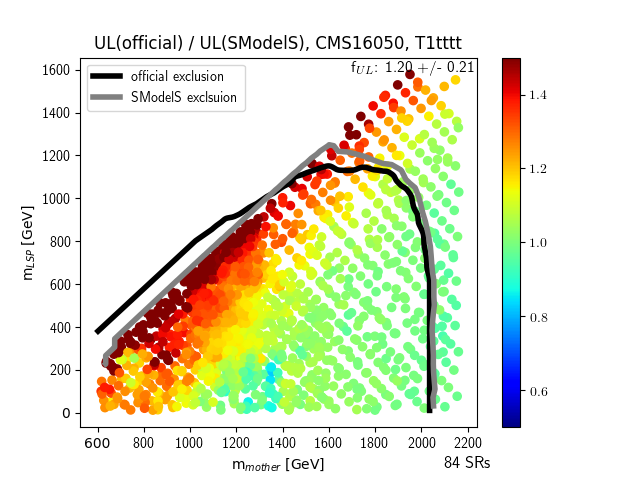 UL(official) / UL(SModelS), CMS16050, T1tttt
f_UL: 1.20 +/- 0.21
official exclusion
SModelS exclsuion
1600
1400
1200
1000
800
600
400
200
0
m_LSP [GeV]
600 800 1000 1200 1400 1600 1800 2000 2200
m_mother [GeV]
84 SRs
1.4
1.2
1.0
0.8
0.6